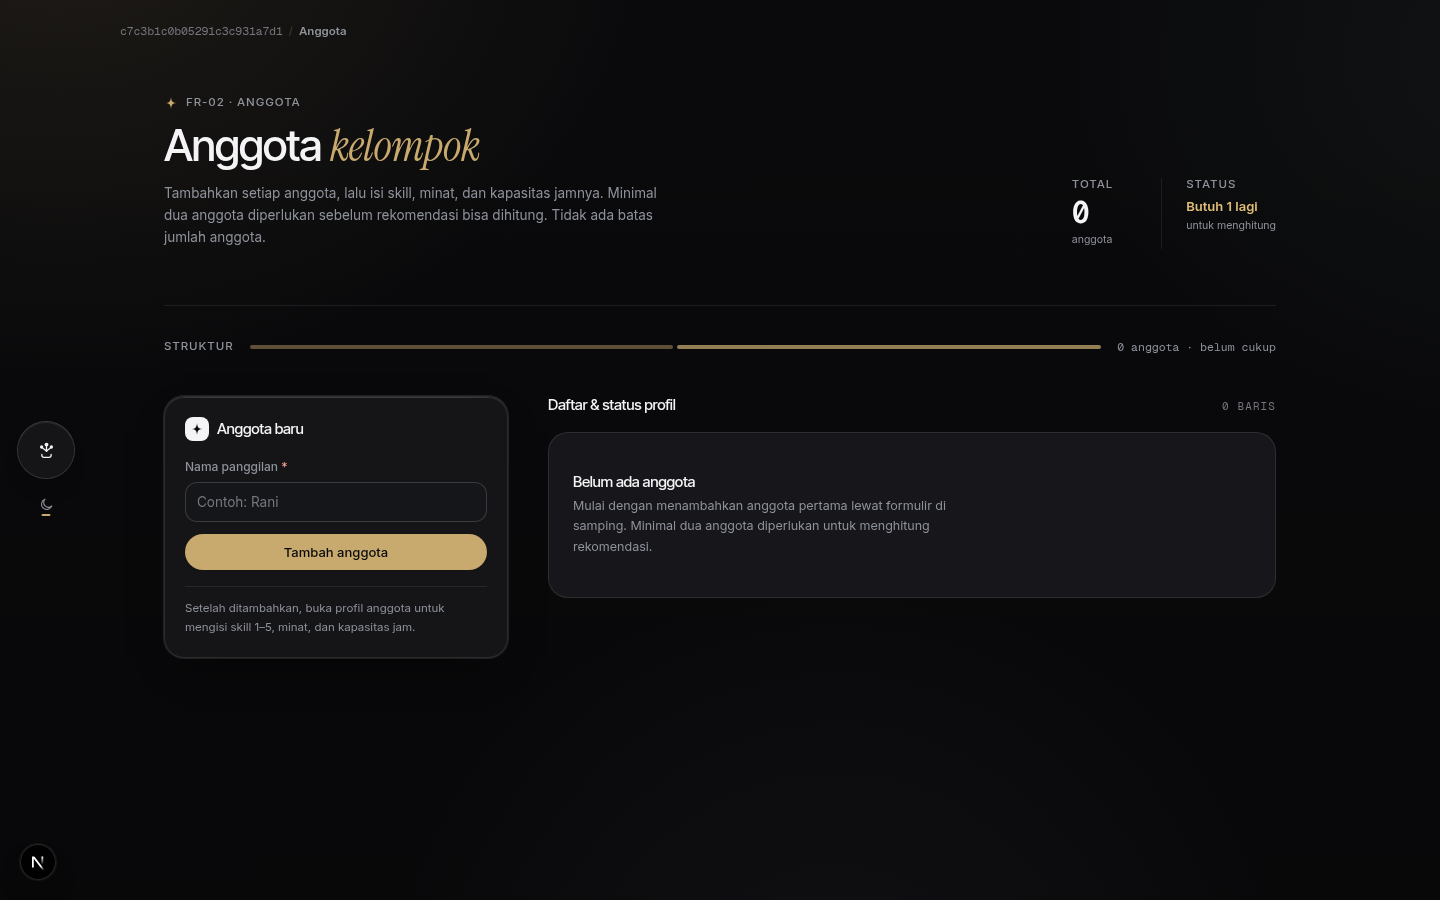 c7c3b1c0b05291c3c931a7d1 / Anggota
FR-02 · ANGGOTA
Anggota kelompok
Tambahkan setiap anggota, lalu isi skill, minat, dan kapasitas jamnya. Minimal
dua anggota diperlukan sebelum rekomendasi bisa dihitung. Tidak ada batas
jumlah anggota.
TOTAL
0
anggota
STATUS
Butuh 1 lagi
untuk menghitung
STRUKTUR
0 anggota · belum cukup
Anggota baru
Nama panggilan *
Contoh: Rani
Tambah anggota
Setelah ditambahkan, buka profil anggota untuk
mengisi skill 1–5, minat, dan kapasitas jam.
Daftar & status profil
0 BARIS
Belum ada anggota
Mulai dengan menambahkan anggota pertama lewat formulir di
samping. Minimal dua anggota diperlukan untuk menghitung
rekomendasi.
N